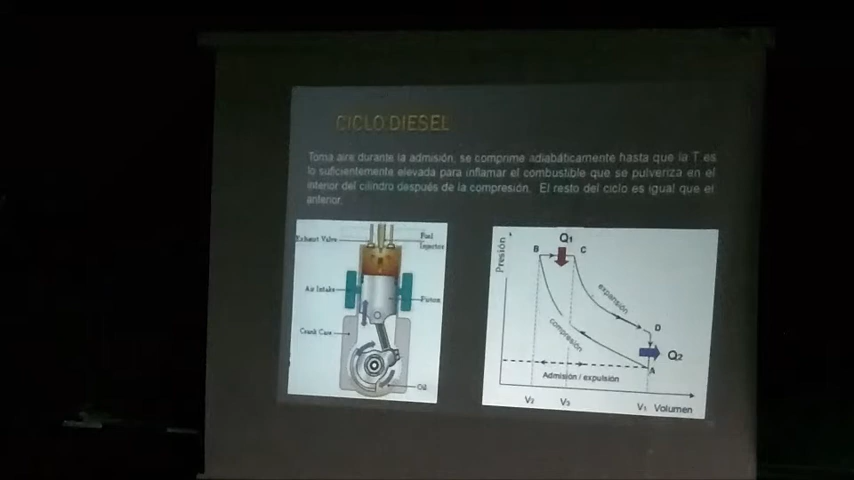 CICLO DIESEL
Toma aire durante la admisión, se comprime adiabáticamente hasta que la T es
lo suficientemente elevada para inflamar el combustible que se pulveriza en el
interior del cilindro después de la compresión. El resto del ciclo es igual que el
anterior.
Exhaust Valve
Fuel
Injector
Air Intake
Piston
Crank Case
Oil
Presión
Q1
B
C
expansión
compresión
D
Q2
A
Admisión / expulsión
V2
V3
V1
Volumen